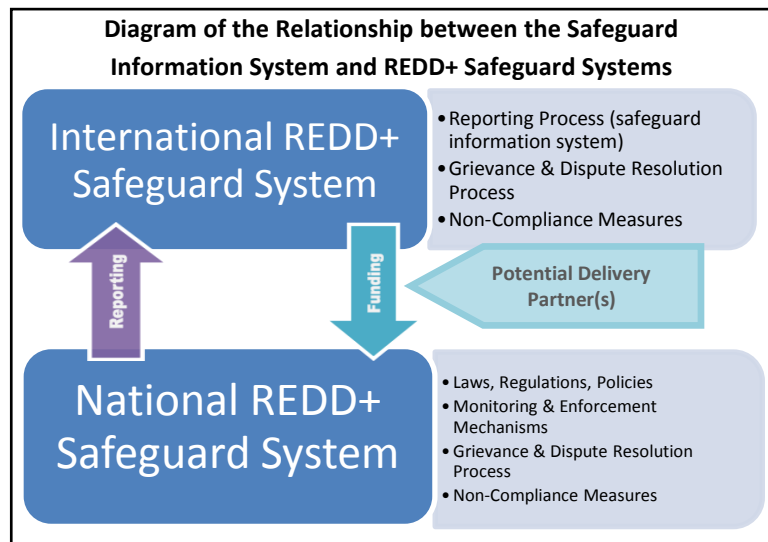 Diagram of the Relationship between the Safeguard
Information System and REDD+ Safeguard Systems
International REDD+
Safeguard System
•Reporting Process (safeguard
information system)
•Grievance & Dispute Resolution
Process
•Non-Compliance Measures
Reporting
Funding
Potential Delivery
Partner(s)
National REDD+
Safeguard System
•Laws, Regulations, Policies
•Monitoring & Enforcement
Mechanisms
•Grievance & Dispute Resolution
Process
•Non-Compliance Measures